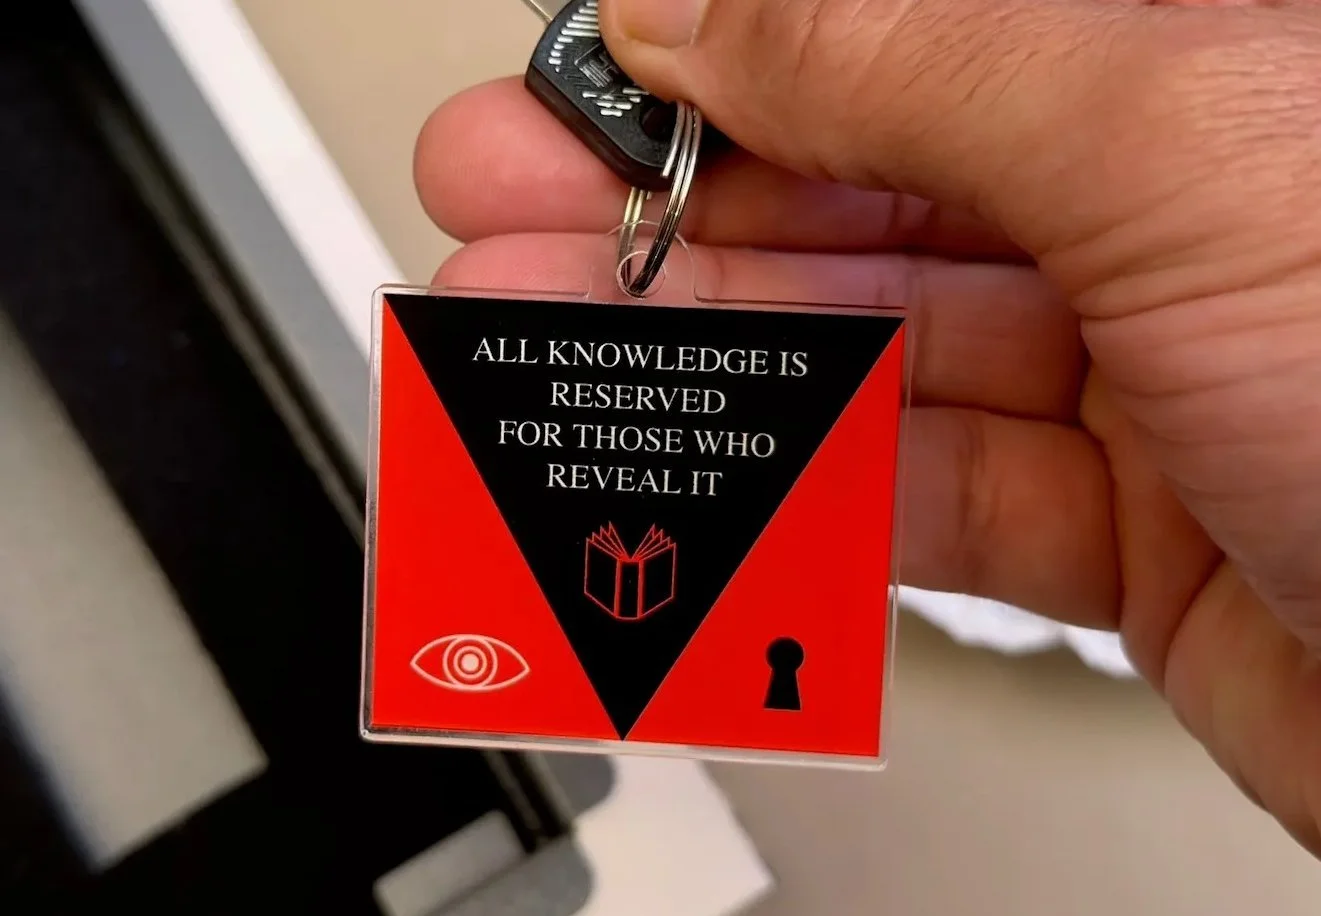 ALL KNOWLEDGE IS
RESERVED
FOR THOSE WHO
REVEAL IT